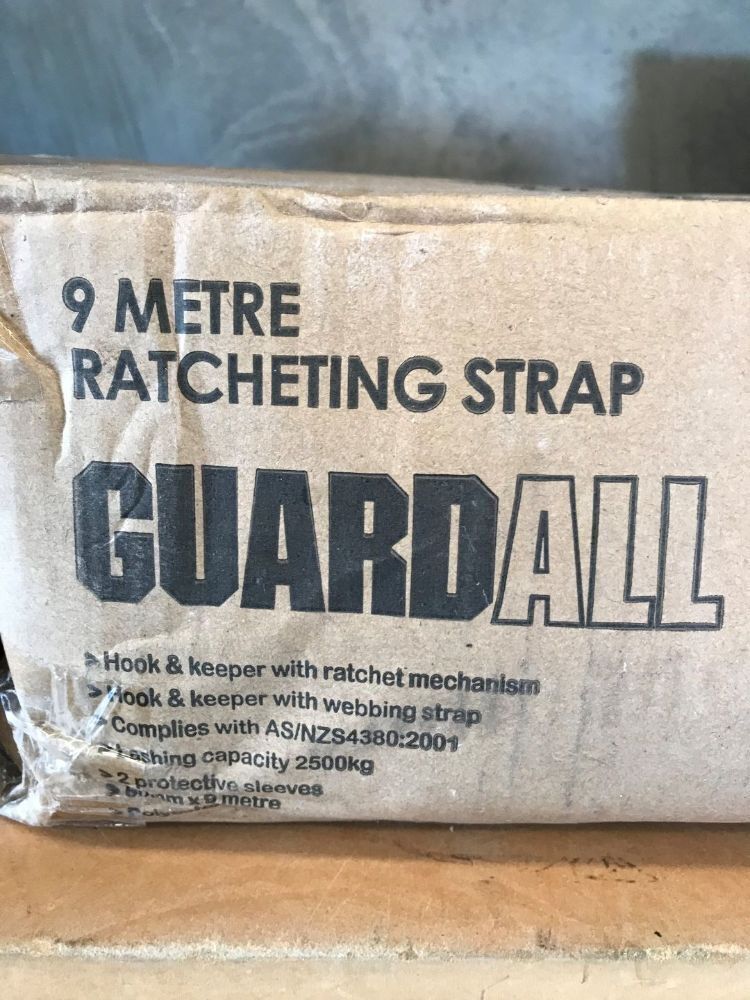 9 METRE
RATCHETING STRAP
GUARDALL
> Hook & keeper with ratchet mechanism
> Hook & keeper with webbing strap
> Complies with AS/NZS4380:2001
> Lashing capacity 2500kg
> 2 protective sleeves
> x 9 metre
>